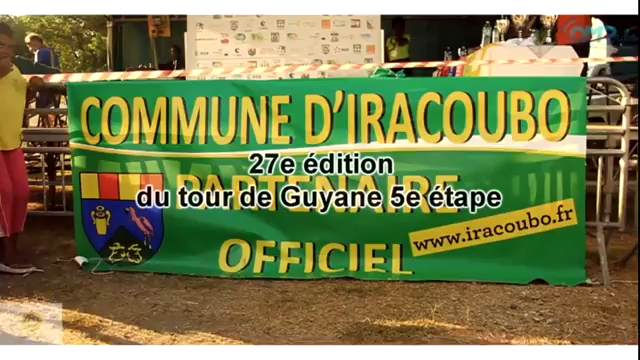 COMMUNE D'IRACOUBO
27e édition
PARTENAIRE
du tour de Guyane 5e étape
www.iracoubo.fr
OFFICIEL